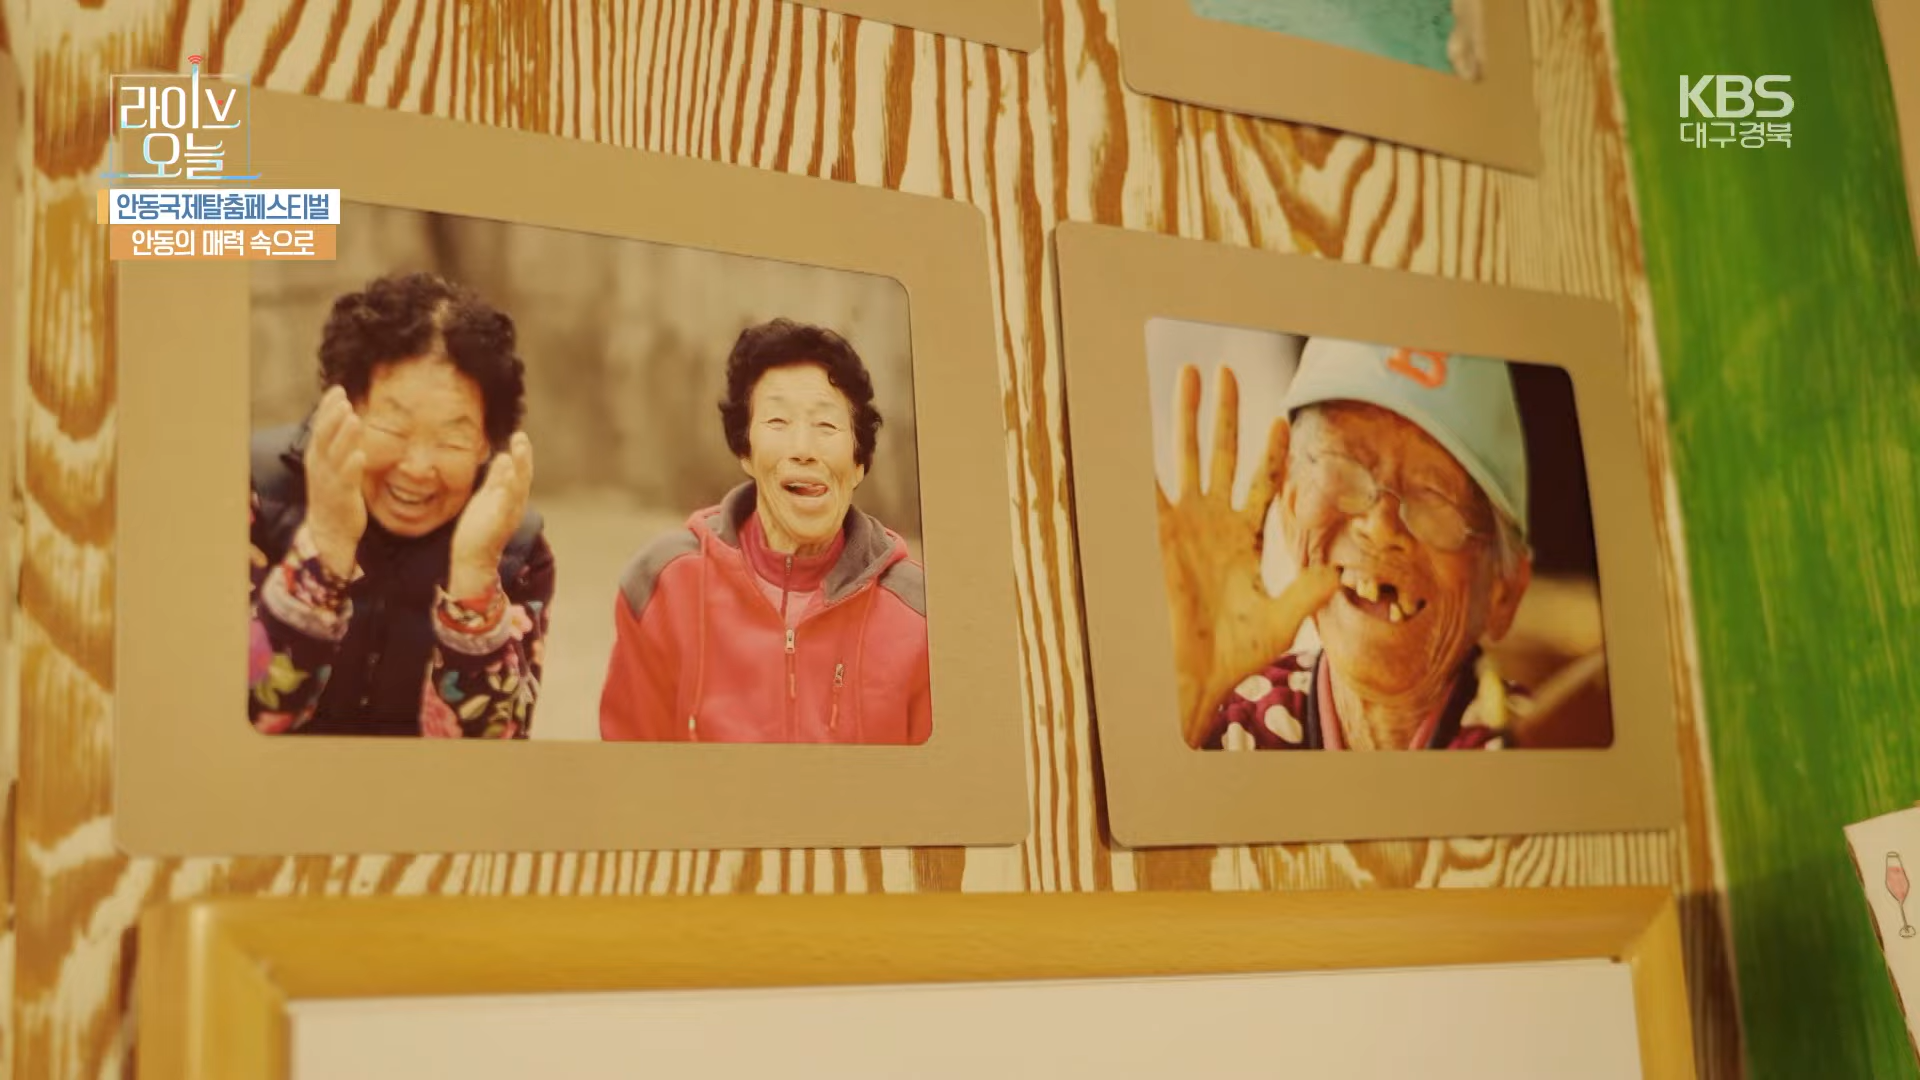 라이브
오늘
안동국제탈춤페스티벌
안동의 매력 속으로
KBS
대구경북